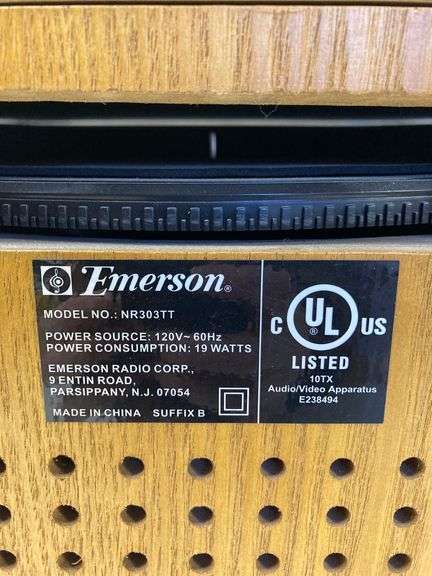 Emerson®
MODEL NO.: NR303TT
POWER SOURCE: 120V~ 60Hz
POWER CONSUMPTION: 19 WATTS
EMERSON RADIO CORP.,
9 ENTIN ROAD,
PARSIPPANY, N.J. 07054
MADE IN CHINA SUFFIX B
C UL® US
LISTED
10TX
Audio/Video Apparatus
E238494